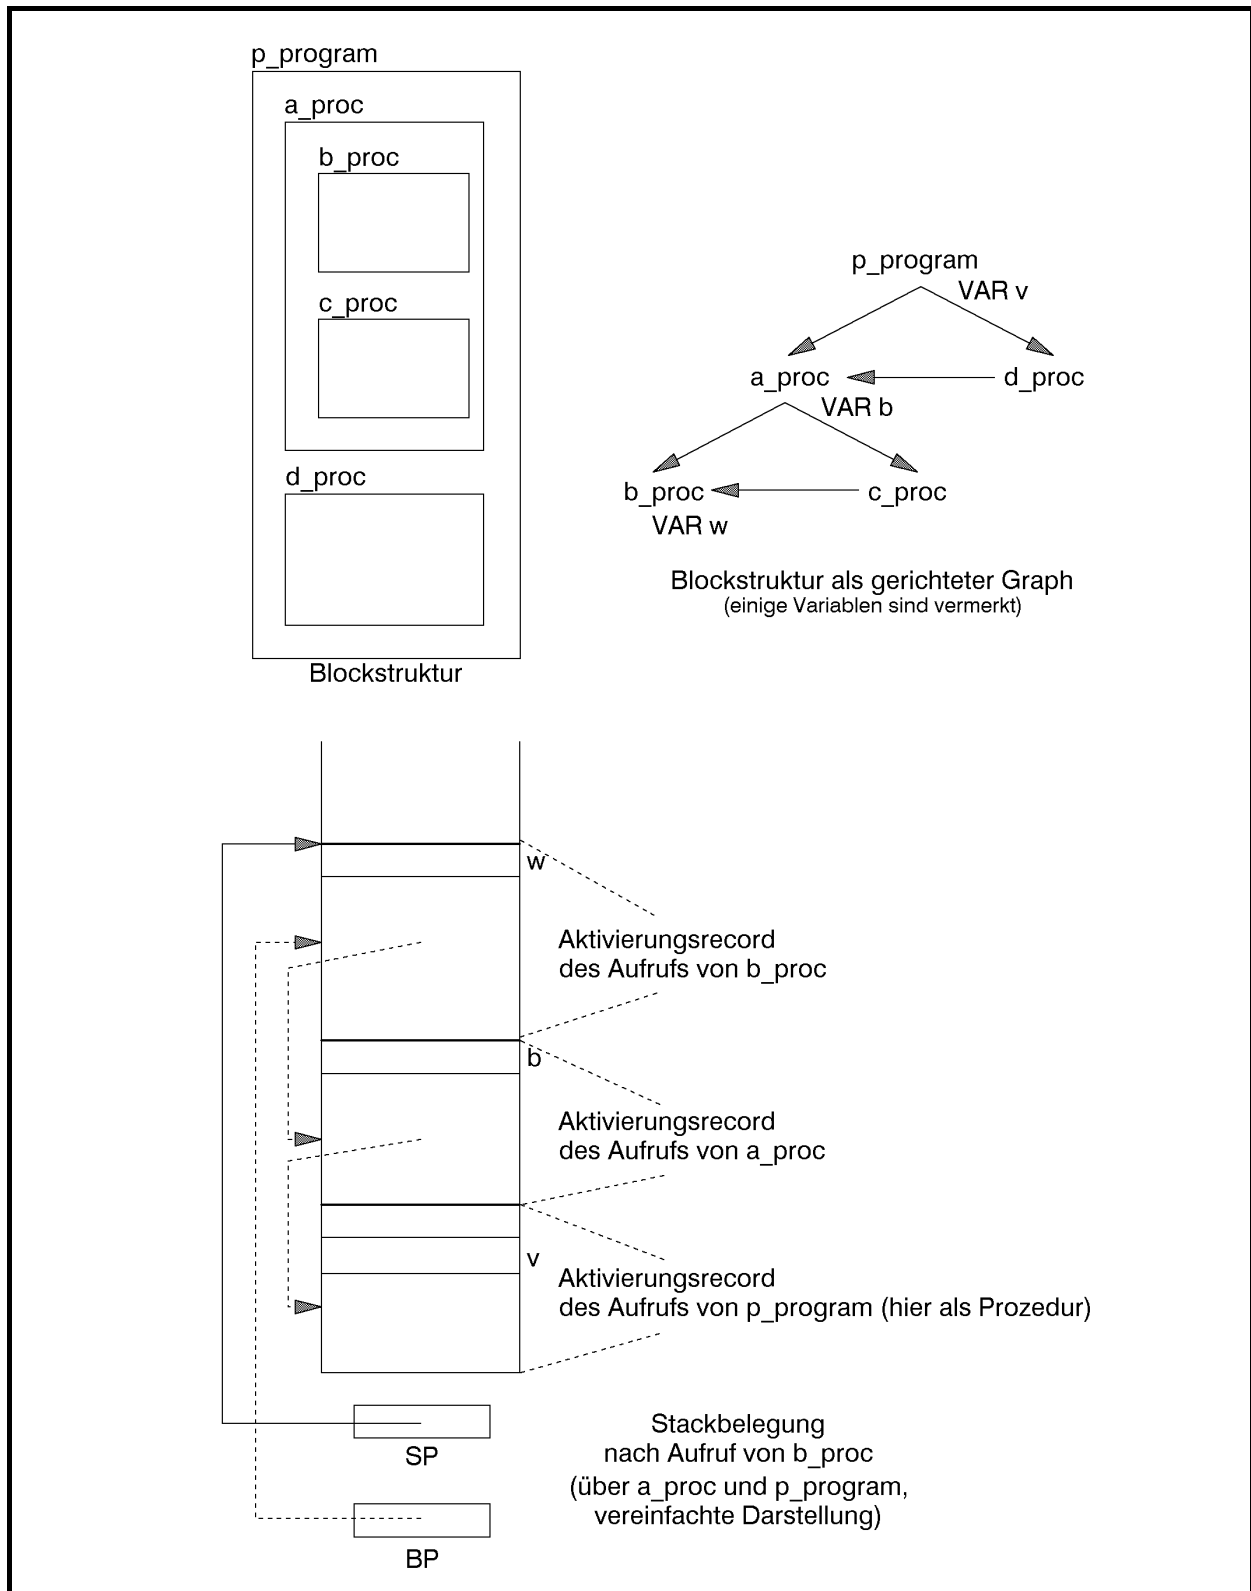 p_program
a_proc
b_proc
c_proc
d_proc
Blockstruktur
p_program
VAR v
a_proc
d_proc
VAR b
b_proc
c_proc
VAR w
Blockstruktur als gerichteter Graph
(einige Variablen sind vermerkt)
w
Aktivierungsrecord
des Aufrufs von b_proc
b
Aktivierungsrecord
des Aufrufs von a_proc
v
Aktivierungsrecord
des Aufrufs von p_program (hier als Prozedur)
SP
BP
Stackbelegung
nach Aufruf von b_proc
(über a_proc und p_program,
vereinfachte Darstellung)